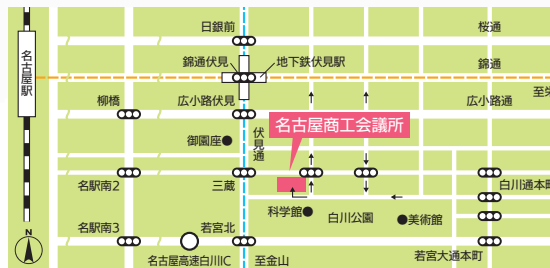 日銀前
桜通
錦通伏見
地下鉄伏見駅
錦通
名古屋駅
至栄
柳橋
広小路伏見
広小路通
名古屋商工会議所
伏見通
御園座
名駅南2
三蔵
白川通本町
科学館
白川公園
美術館
名駅南3
若宮北
N
名古屋高速白川IC
至金山
若宮大通本町